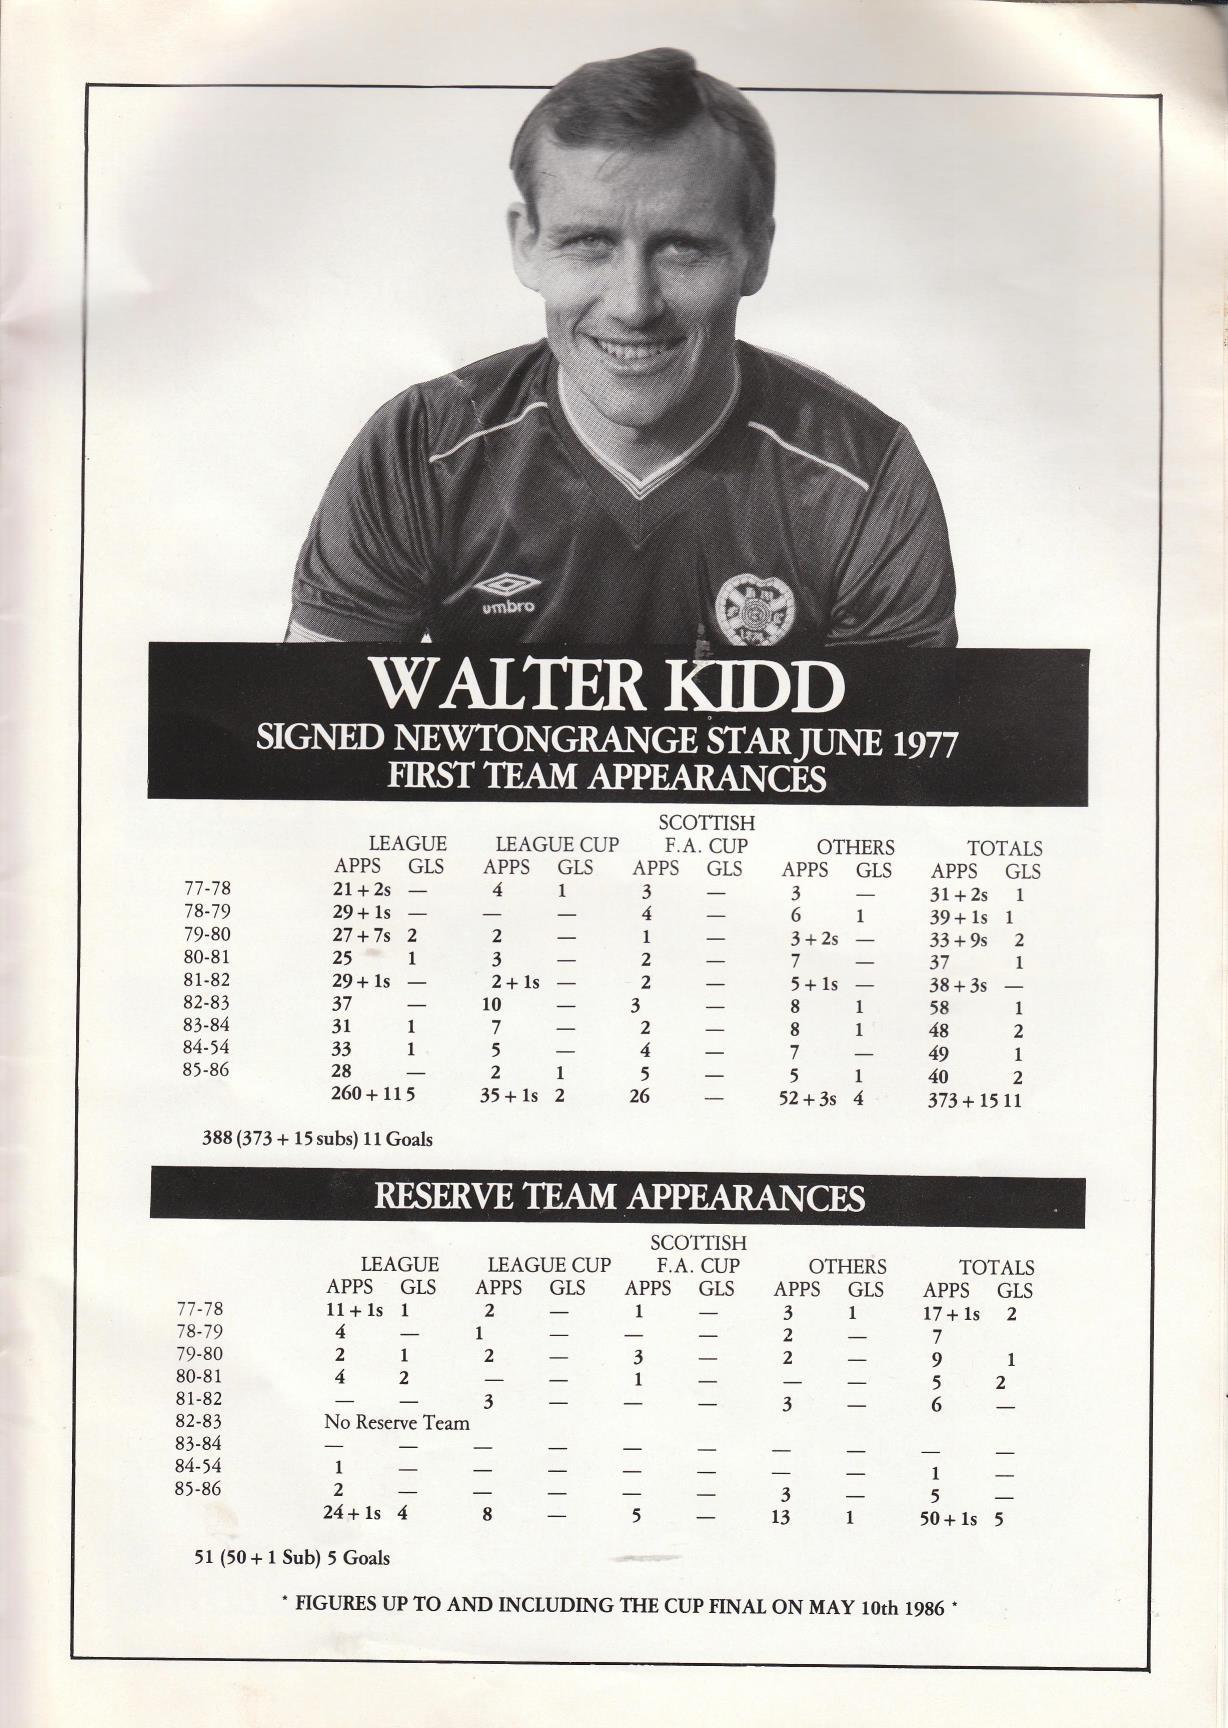 umbro
H M
F C
1874
WALTER KIDD
SIGNED NEWTONGRANGE STAR JUNE 1977
FIRST TEAM APPEARANCES
SCOTTISH
LEAGUE LEAGUE CUP F.A. CUP OTHERS TOTALS
APPS GLS APPS GLS APPS GLS APPS GLS APPS GLS
77-78 21 + 2s — 4 1 3 — 3 — 31 + 2s 1
78-79 29 + 1s — — — 4 — 6 1 39 + 1s 1
79-80 27 + 7s 2 2 — 1 — 3 + 2s — 33 + 9s 2
80-81 25 1 3 — 2 — 7 — 37 1
81-82 29 + 1s — 2 + 1s — 2 — 5 + 1s — 38 + 3s —
82-83 37 — 10 — 3 — 8 1 58 1
83-84 31 1 7 — 2 — 8 1 48 2
84-54 33 1 5 — 4 — 7 — 49 1
85-86 28 — 2 1 5 — 5 1 40 2
260 + 11 5 35 + 1s 2 26 — 52 + 3s 4 373 + 15 11
388 (373 + 15 subs) 11 Goals
RESERVE TEAM APPEARANCES
SCOTTISH
LEAGUE LEAGUE CUP F.A. CUP OTHERS TOTALS
APPS GLS APPS GLS APPS GLS APPS GLS APPS GLS
77-78 11 + 1s 1 2 — 1 — 3 1 17 + 1s 2
78-79 4 — 1 — — — 2 — 7
79-80 2 1 2 — 3 — 2 — 9 1
80-81 4 2 — — 1 — — — 5 2
81-82 — — 3 — — — 3 — 6 —
82-83 No Reserve Team
83-84 — — — — — — — — — —
84-54 1 — — — — — — — 1 —
85-86 2 — — — — — 3 — 5 —
24 + 1s 4 8 — 5 — 13 1 50 + 1s 5
51 (50 + 1 Sub) 5 Goals
* FIGURES UP TO AND INCLUDING THE CUP FINAL ON MAY 10th 1986 *